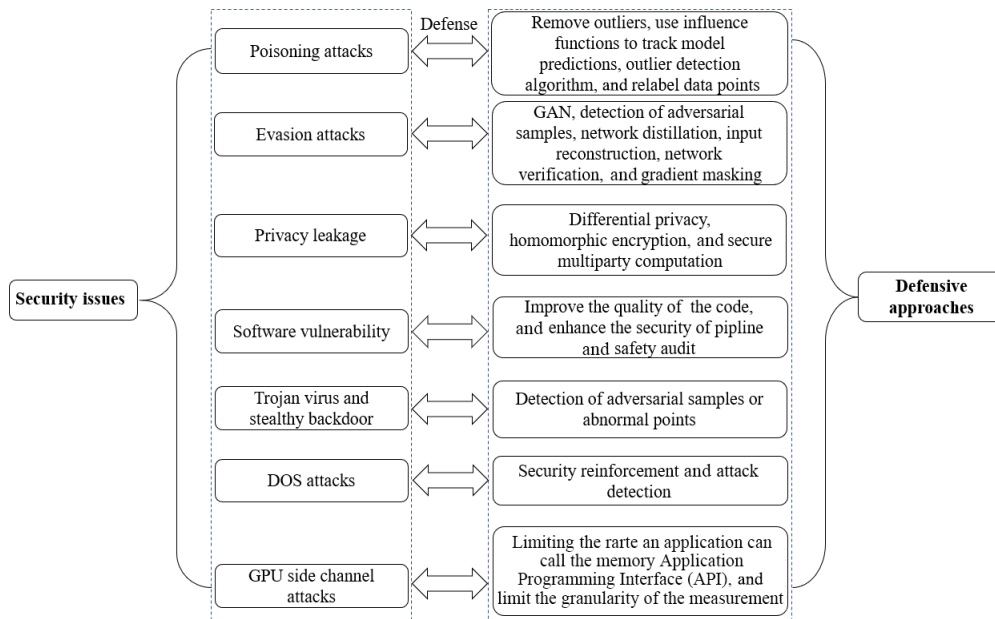 Defense
Poisoning attacks
Remove outliers, use influence
functions to track model
predictions, outlier detection
algorithm, and relabel data points
Evasion attacks
GAN, detection of adversarial
samples, network distillation, input
reconstruction, network
verification, and gradient masking
Privacy leakage
Differential privacy,
homomorphic encryption, and secure
multiparty computation
Security issues
Defensive
approaches
Software vulnerability
Improve the quality of the code,
and enhance the security of pipline
and safety audit
Trojan virus and
stealthy backdoor
Detection of adversarial samples or
abnormal points
DOS attacks
Security reinforcement and attack
detection
GPU side channel
attacks
Limiting the rarte an application can
call the memory Application
Programming Interface (API), and
limit the granularity of the measurement